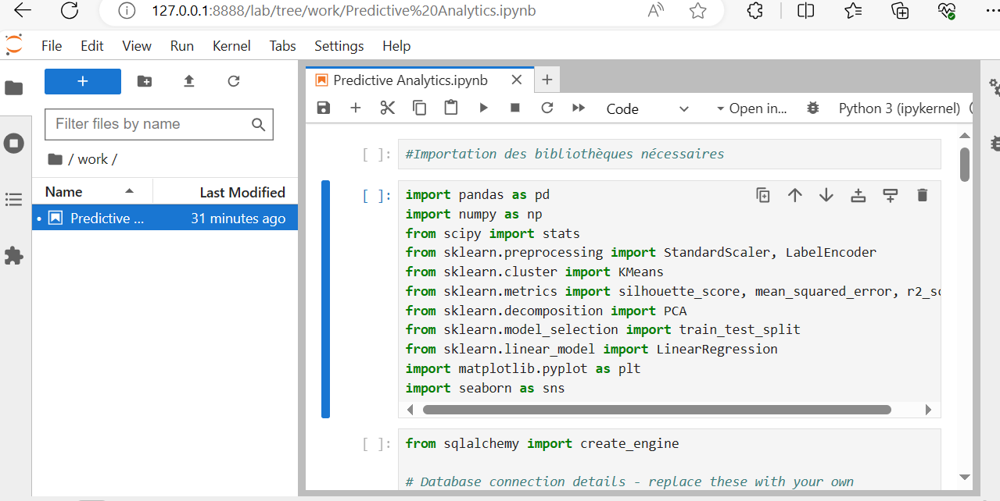 127.0.0.1:8888/lab/tree/work/Predictive%20Analytics.ipynb
File Edit View Run Kernel Tabs Settings Help
+
Filter files by name
/ work /
Name Last Modified
Predictive ... 31 minutes ago
Predictive Analytics.ipynb
Code Open in... Python 3 (ipykernel)
[ ]: #Importation des bibliothèques nécessaires
[ ]: import pandas as pd
import numpy as np
from scipy import stats
from sklearn.preprocessing import StandardScaler, LabelEncoder
from sklearn.cluster import KMeans
from sklearn.metrics import silhouette_score, mean_squared_error,
from sklearn.decomposition import PCA
from sklearn.model_selection import train_test_split
from sklearn.linear_model import LinearRegression
import matplotlib.pyplot as plt
import seaborn as sns
[ ]: from sqlalchemy import create_engine
# Database connection details - replace these with your own